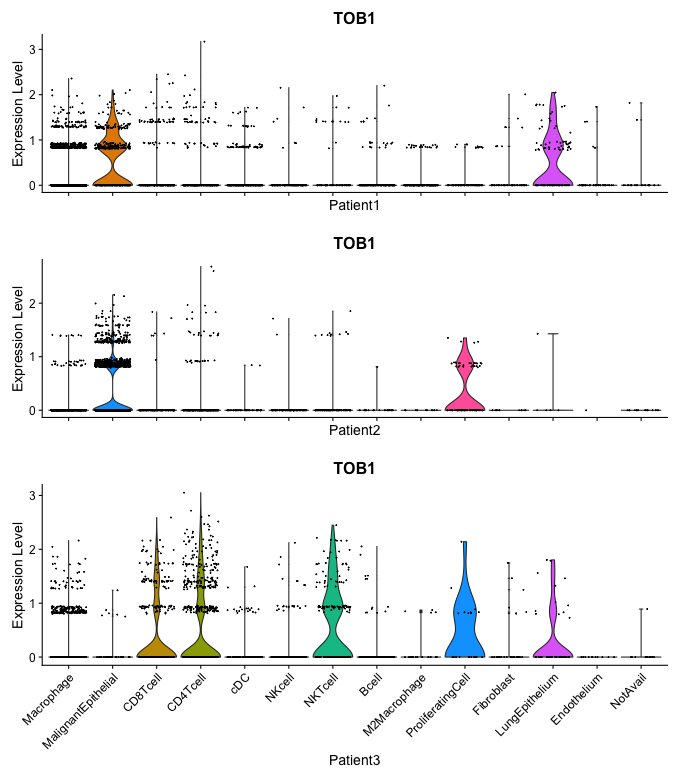 TOB1
Expression Level
3
2
1
0
Patient1
TOB1
Expression Level
2
1
0
Patient2
TOB1
Expression Level
3
2
1
0
Macrophage
MalignantEpithelial
CD8Tcell
CD4Tcell
cDC
NKcell
NKTcell
Bcell
M2Macrophage
ProliferatingCell
Fibroblast
LungEpithelium
Endothelium
NotAvail
Patient3